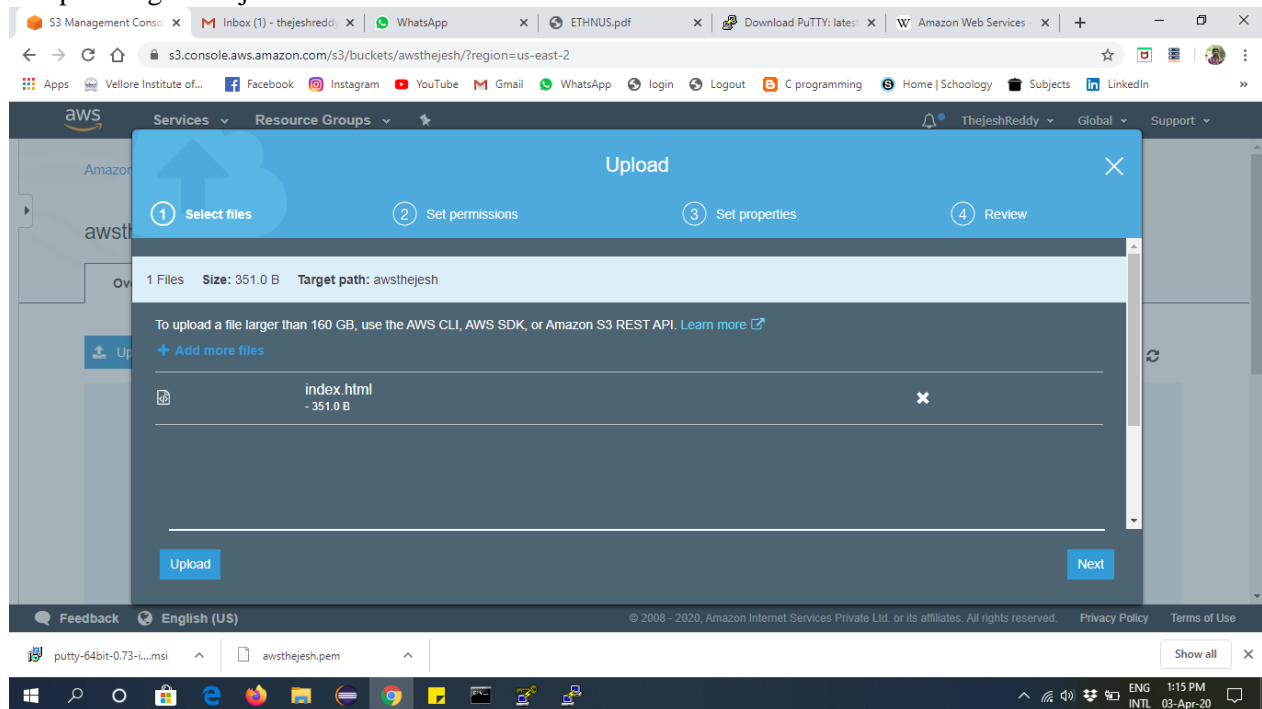 S3 Management Conso
Inbox (1) - thejeshreddy
WhatsApp
ETHNUS.pdf
Download PuTTY: latest
Amazon Web Services -
s3.console.aws.amazon.com/s3/buckets/awsthejesh/?region=us-east-2
Apps
Vellore Institute of...
Facebook
Instagram
YouTube
Gmail
WhatsApp
login
Logout
C programming
Home | Schoology
Subjects
LinkedIn
»
aws
Services
Resource Groups
ThejeshReddy
Global
Support
Amazon
Upload
1 Select files
2 Set permissions
3 Set properties
4 Review
awsth
Ov
1 Files Size: 351.0 B Target path: awsthejesh
To upload a file larger than 160 GB, use the AWS CLI, AWS SDK, or Amazon S3 REST API. Learn more
Up
+ Add more files
index.html
- 351.0 B
Upload
Next
Feedback
English (US)
© 2008 - 2020, Amazon Internet Services Private Ltd. or its affiliates. All rights reserved.
Privacy Policy
Terms of Use
putty-64bit-0.73-i....msi
awsthejesh.pem
Show all
ENG
INTL
1:15 PM
03-Apr-20